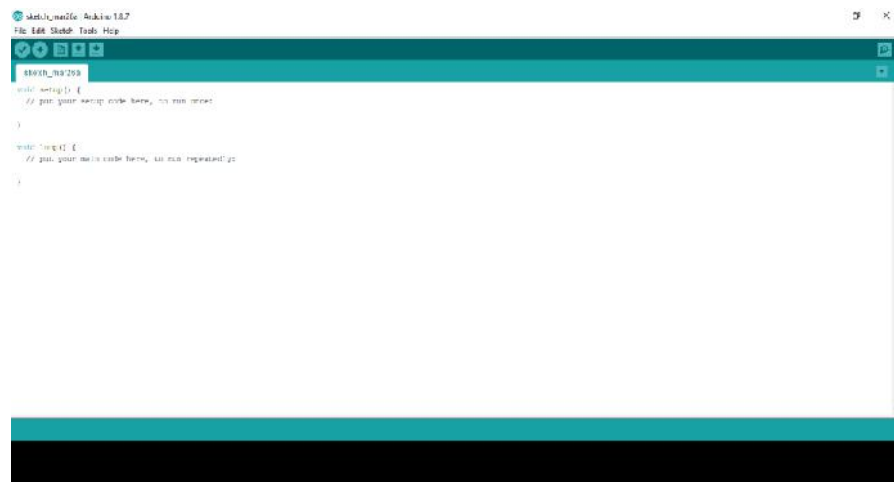 sketch_mar26a | Arduino 1.8.7
File Edit Sketch Tools Help
sketch_mar26a
void setup() {
// put your setup code here, to run once:
}
void loop() {
// put your main code here, to run repeatedly:
}